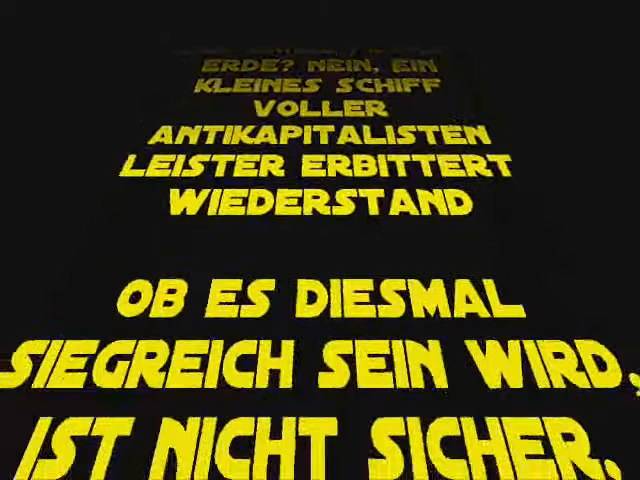 ERDE? NEIN, EIN
KLEINES SCHIFF
VOLLER
ANTIKAPITALISTEN
LEISTER ERBITTERT
WIEDERSTAND
OB ES DIESMAL
SIEGREICH SEIN WIRD,
IST NICHT SICHER.